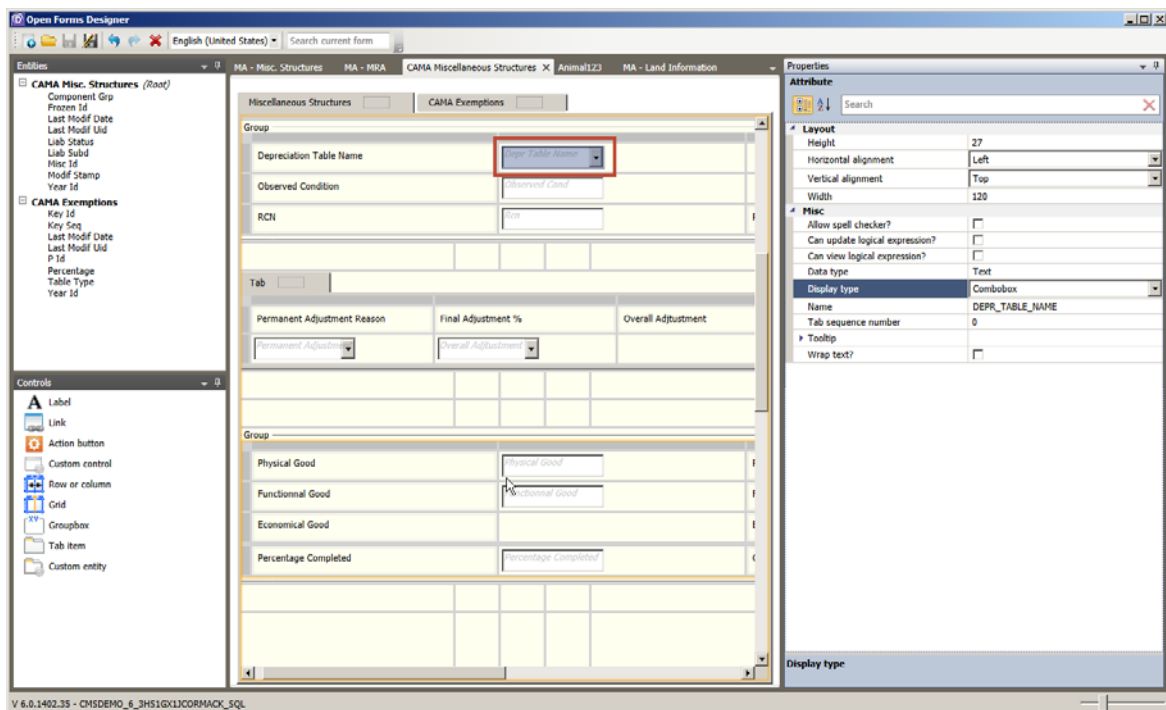 Open Forms Designer
English (United States)
Search current form
Entities
CAMA Misc. Structures (Root)
Component Grp
Frozen Id
Last Modif Date
Last Modif Uid
Liab Status
Liab Subd
Misc Id
Modif Stamp
Year Id
CAMA Exemptions
Key Id
Key Seq
Last Modif Date
Last Modif Uid
P Id
Percentage
Table Type
Year Id
Controls
A Label
Link
Action button
Custom control
Row or column
Grid
XY Groupbox
Tab item
Custom entity
MA - Misc. Structures MA - MRA CAMA Miscellaneous Structures X Animal123 MA - Land Information
Miscellaneous Structures CAMA Exemptions
Group
Depreciation Table Name Depr Table Name
Observed Condition Observed Cond
RCN Rcn
Tab
Permanent Adjustment Reason Final Adjustment % Overall Adjtustment
Permanent Adjustme Overall Adjtustment
Group
Physical Good Physical Good
Functionnal Good Functionnal Good
Economical Good
Percentage Completed Percentage Completed
Properties
Attribute
Search
Layout
Height 27
Horizontal alignment Left
Vertical alignment Top
Width 120
Misc
Allow spell checker?
Can update logical expression?
Can view logical expression?
Data type Text
Display type Combobox
Name DEPR_TABLE_NAME
Tab sequence number 0
Tooltip
Wrap text?
Display type
V 6.0.1402.35 - CMSDEMO_6_3HS1GX1JCORMACK_SQL